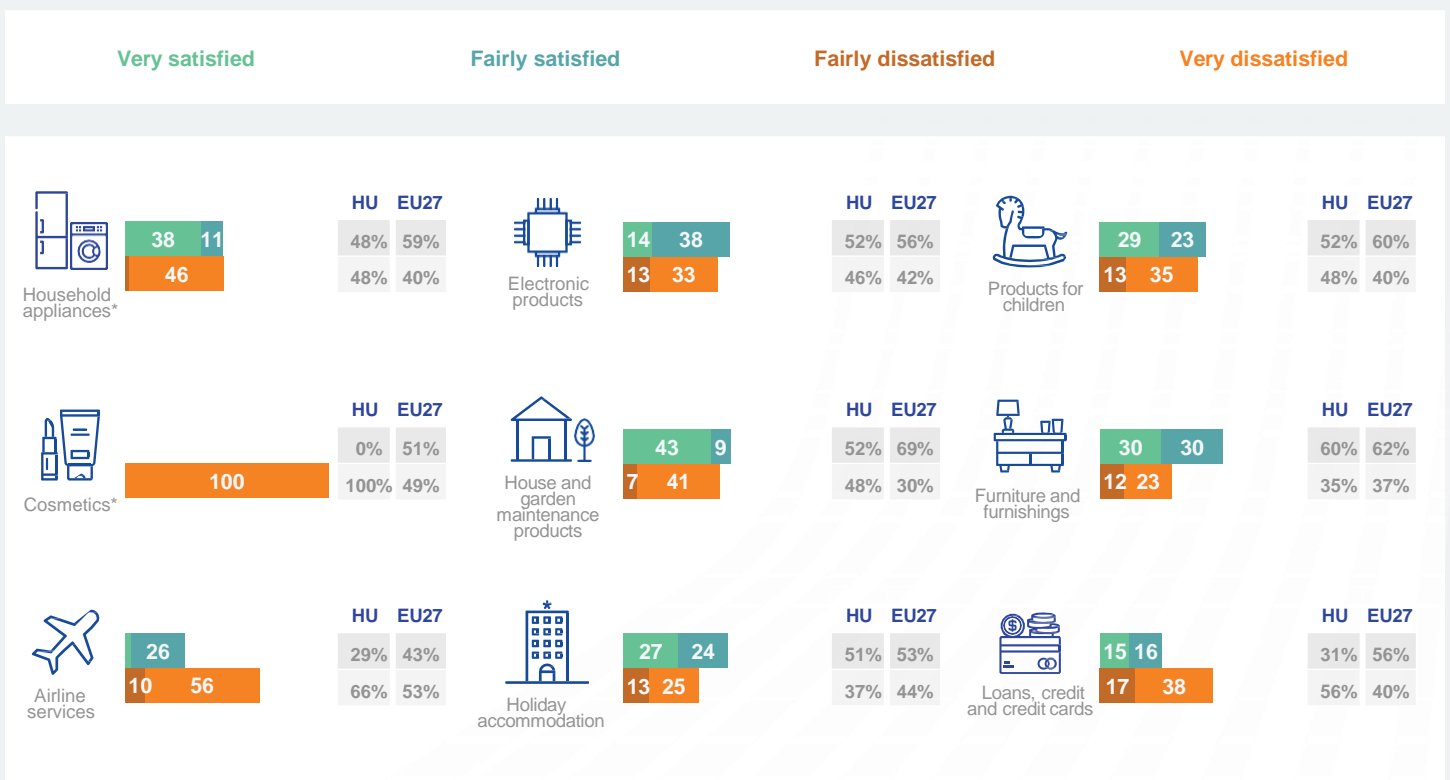 Very satisfied
Fairly satisfied
Fairly dissatisfied
Very dissatisfied
HU EU27
38 11
48% 59%
46
48% 40%
Household
appliances*
HU EU27
14 38
52% 56%
13 33
46% 42%
Electronic
products
HU EU27
29 23
52% 60%
13 35
48% 40%
Products for
children
HU EU27
0% 51%
100
100% 49%
Cosmetics*
HU EU27
43 9
52% 69%
7 41
48% 30%
House and
garden
maintenance
products
HU EU27
30 30
60% 62%
12 23
35% 37%
Furniture and
furnishings
HU EU27
26
29% 43%
10 56
66% 53%
Airline
services
*
HU EU27
27 24
51% 53%
13 25
37% 44%
Holiday
accommodation
$
HU EU27
15 16
31% 56%
17 38
56% 40%
Loans, credit
and credit cards